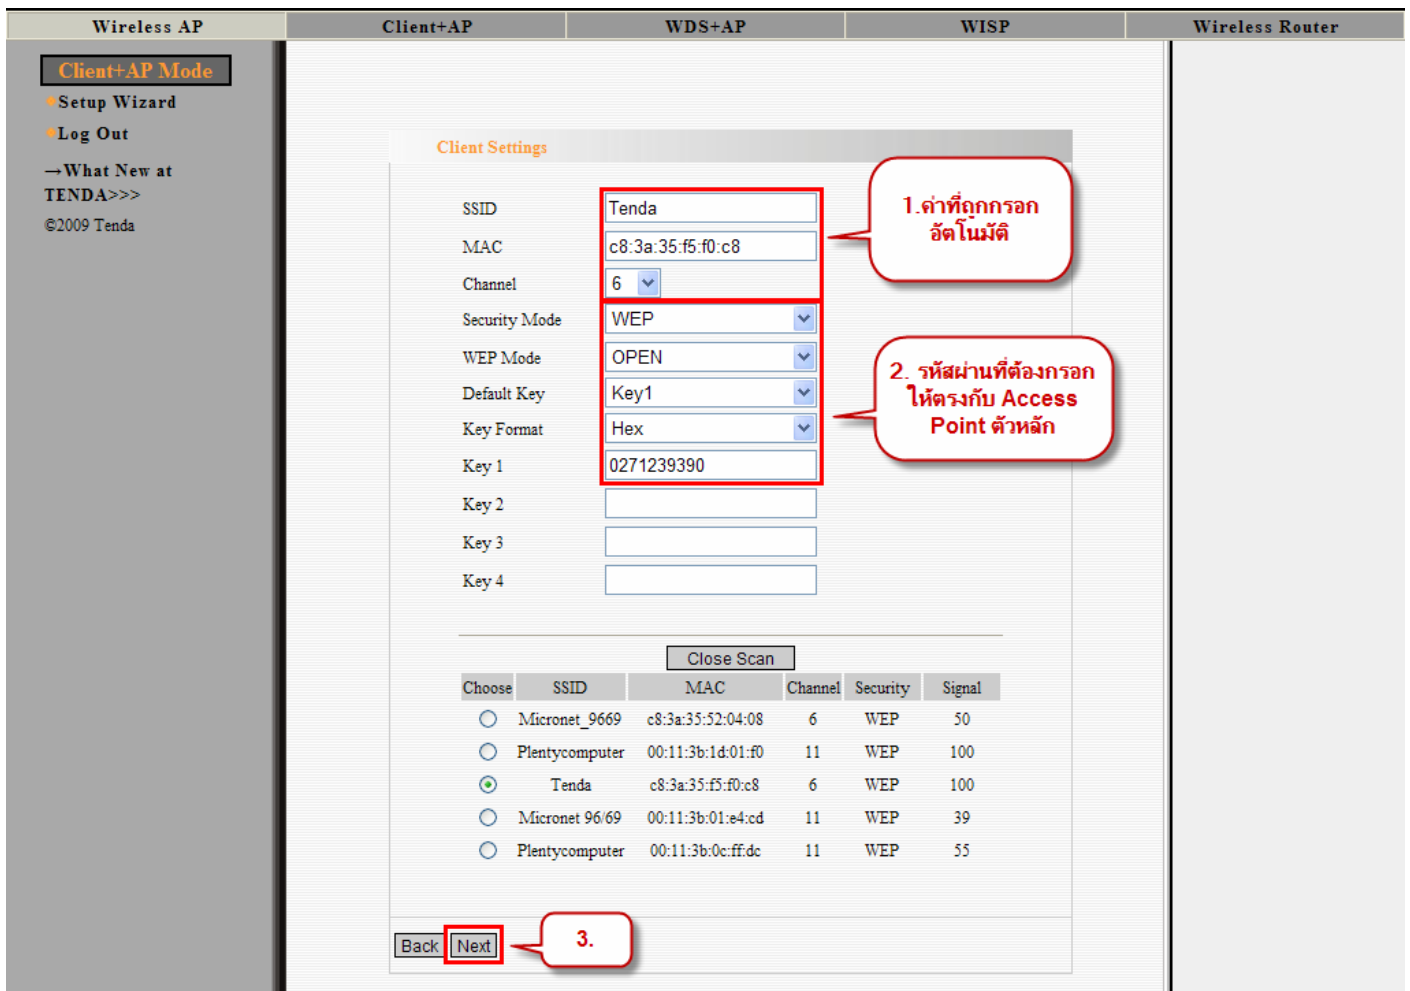 Wireless AP Client+AP WDS+AP WISP Wireless Router
Client+AP Mode
Setup Wizard
Log Out
→What New at
TENDA>>>
©2009 Tenda
Client Settings
SSID Tenda
MAC c8:3a:35:f5:f0:c8
Channel 6
Security Mode WEP
WEP Mode OPEN
Default Key Key1
Key Format Hex
Key 1 0271239390
Key 2
Key 3
Key 4
1.ค่าที่ถูกกรอก
อัตโนมัติ
2. รหัสผ่านที่ต้องกรอก
ให้ตรงกับ Access
Point ตัวหลัก
Close Scan
Choose SSID MAC Channel Security Signal
Micronet_9669 c8:3a:35:52:04:08 6 WEP 50
Plentycomputer 00:11:3b:1d:01:f0 11 WEP 100
Tenda c8:3a:35:f5:f0:c8 6 WEP 100
Micronet 96/69 00:11:3b:01:e4:cd 11 WEP 39
Plentycomputer 00:11:3b:0c:ff:dc 11 WEP 55
Back Next 3.